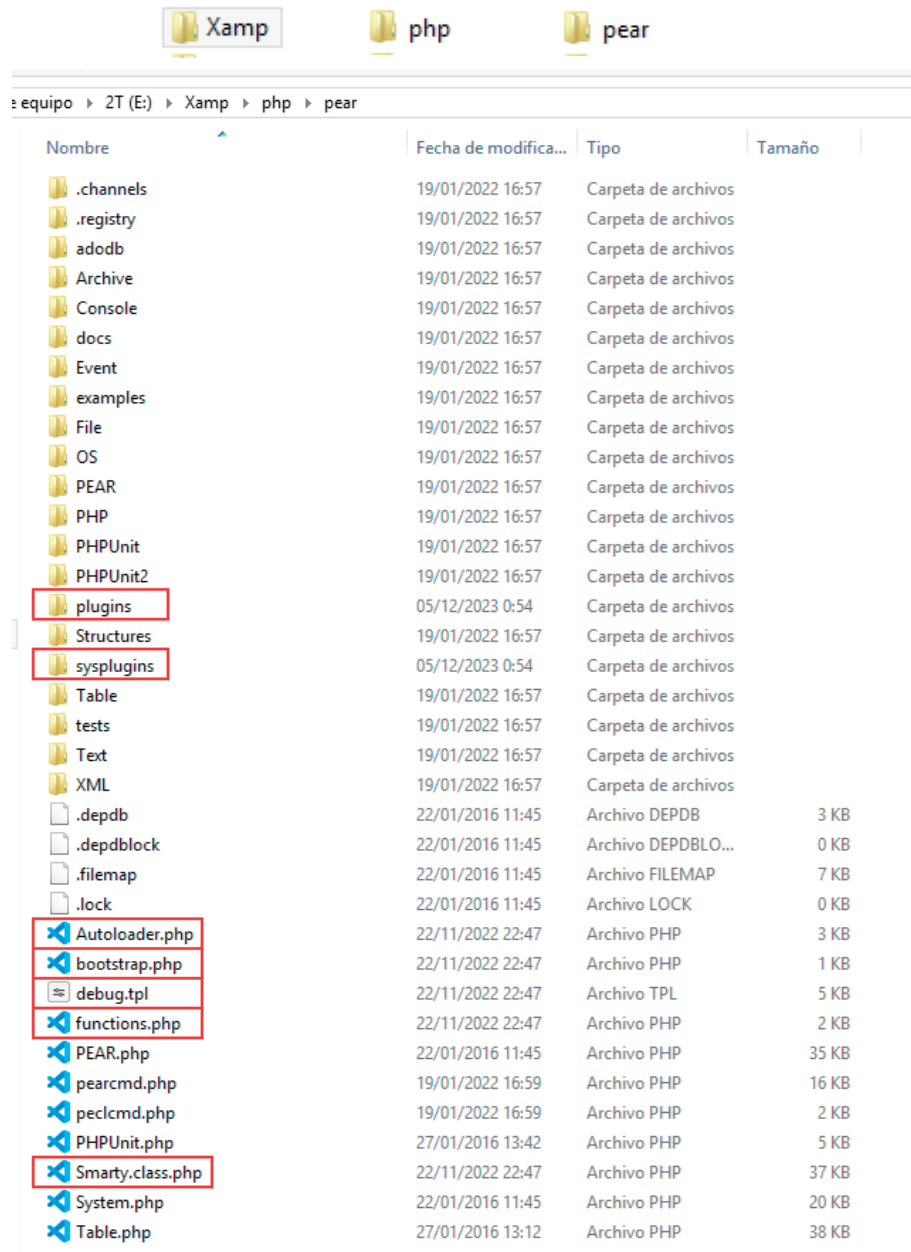 Xamp php pear
e equipo 2T (E:) Xamp php pear
Nombre Fecha de modifica... Tipo Tamaño
.channels 19/01/2022 16:57 Carpeta de archivos
.registry 19/01/2022 16:57 Carpeta de archivos
adodb 19/01/2022 16:57 Carpeta de archivos
Archive 19/01/2022 16:57 Carpeta de archivos
Console 19/01/2022 16:57 Carpeta de archivos
docs 19/01/2022 16:57 Carpeta de archivos
Event 19/01/2022 16:57 Carpeta de archivos
examples 19/01/2022 16:57 Carpeta de archivos
File 19/01/2022 16:57 Carpeta de archivos
OS 19/01/2022 16:57 Carpeta de archivos
PEAR 19/01/2022 16:57 Carpeta de archivos
PHP 19/01/2022 16:57 Carpeta de archivos
PHPUnit 19/01/2022 16:57 Carpeta de archivos
PHPUnit2 19/01/2022 16:57 Carpeta de archivos
plugins 05/12/2023 0:54 Carpeta de archivos
Structures 19/01/2022 16:57 Carpeta de archivos
sysplugins 05/12/2023 0:54 Carpeta de archivos
Table 19/01/2022 16:57 Carpeta de archivos
tests 19/01/2022 16:57 Carpeta de archivos
Text 19/01/2022 16:57 Carpeta de archivos
XML 19/01/2022 16:57 Carpeta de archivos
.depdb 22/01/2016 11:45 Archivo DEPDB 3 KB
.depdblock 22/01/2016 11:45 Archivo DEPDBLO... 0 KB
.filemap 22/01/2016 11:45 Archivo FILEMAP 7 KB
.lock 22/01/2016 11:45 Archivo LOCK 0 KB
Autoloader.php 22/11/2022 22:47 Archivo PHP 3 KB
bootstrap.php 22/11/2022 22:47 Archivo PHP 1 KB
debug.tpl 22/11/2022 22:47 Archivo TPL 5 KB
functions.php 22/11/2022 22:47 Archivo PHP 2 KB
PEAR.php 22/01/2016 11:45 Archivo PHP 35 KB
pearcmd.php 19/01/2022 16:59 Archivo PHP 16 KB
peclcmd.php 19/01/2022 16:59 Archivo PHP 2 KB
PHPUnit.php 27/01/2016 13:42 Archivo PHP 5 KB
Smarty.class.php 22/11/2022 22:47 Archivo PHP 37 KB
System.php 22/01/2016 11:45 Archivo PHP 20 KB
Table.php 27/01/2016 13:12 Archivo PHP 38 KB